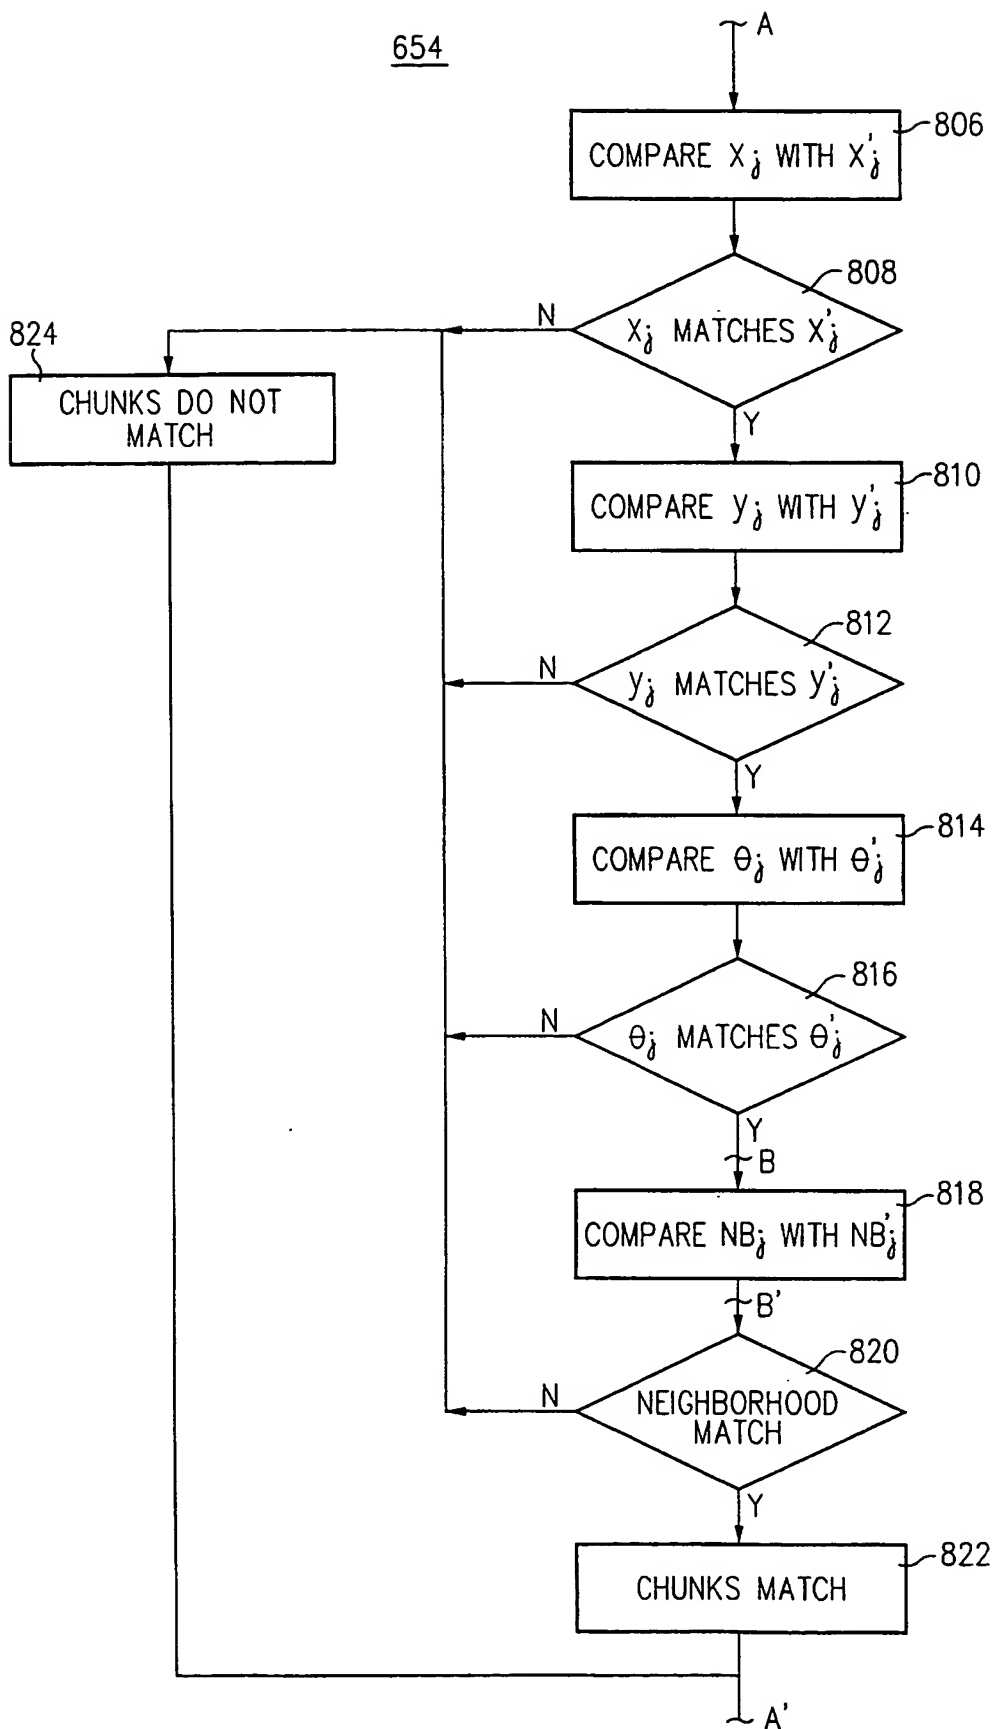 654
A
806
COMPARE Xj WITH X'j
808
Xj MATCHES X'j
N
Y
824
CHUNKS DO NOT
MATCH
810
COMPARE yj WITH y'j
812
yj MATCHES y'j
N
Y
814
COMPARE θj WITH θ'j
816
θj MATCHES θ'j
N
Y
B
818
COMPARE NBj WITH NB'j
B'
820
NEIGHBORHOOD
MATCH
N
Y
822
CHUNKS MATCH
A'